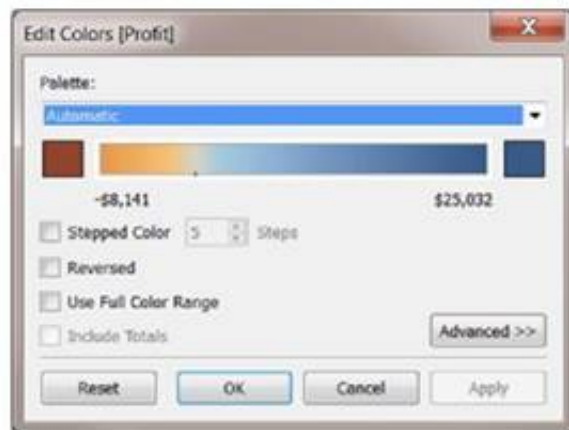 Edit Colors [Profit]
X
Palette:
Automatic
-$8,141 $25,032
Stepped Color 5 Steps
Reversed
Use Full Color Range
Include Totals
Advanced >>
Reset OK Cancel Apply